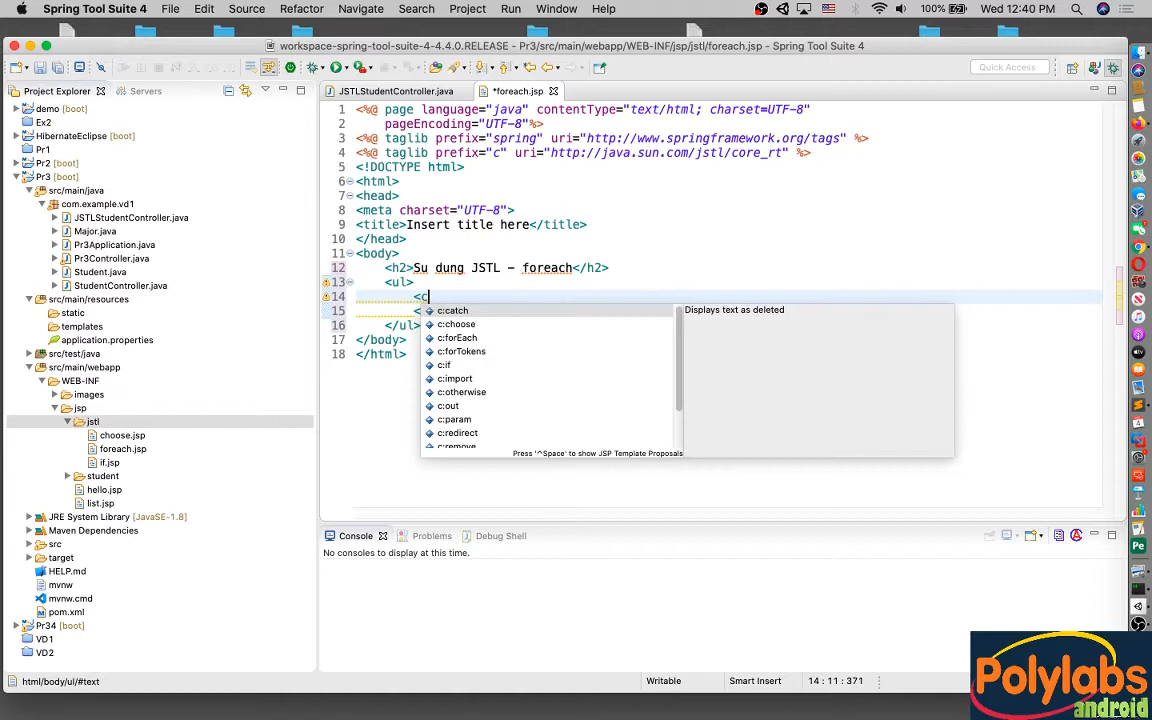 Spring Tool Suite 4 File Edit Source Refactor Navigate Search Project Run Window Help 100% Wed 12:40 PM
workspace-spring-tool-suite-4-4.4.0.RELEASE - Pr3/src/main/webapp/WEB-INF/jsp/jstl/foreach.jsp - Spring Tool Suite 4
Quick Access
Project Explorer Servers
JSTLStudentController.java *foreach.jsp
demo [boot]
Ex2
HibernateEclipse [boot]
Pr1
Pr2 [boot]
Pr3 [boot]
src/main/java
com.example.vd1
JSTLStudentController.java
Major.java
Pr3Application.java
Pr3Controller.java
Student.java
StudentController.java
src/main/resources
static
templates
application.properties
src/test/java
src/main/webapp
WEB-INF
images
jsp
jstl
choose.jsp
foreach.jsp
if.jsp
student
hello.jsp
list.jsp
JRE System Library [JavaSE-1.8]
Maven Dependencies
src
target
HELP.md
mvnw
mvnw.cmd
pom.xml
Pr34 [boot]
VD1
VD2
1 <%@ page language="java" contentType="text/html; charset=UTF-8"
2 pageEncoding="UTF-8"%>
3 <%@ taglib prefix="spring" uri="http://www.springframework.org/tags" %>
4 <%@ taglib prefix="c" uri="http://java.sun.com/jstl/core_rt" %>
5 <!DOCTYPE html>
6 <html>
7 <head>
8 <meta charset="UTF-8">
9 <title>Insert title here</title>
10 </head>
11 <body>
12 <h2>Su dung JSTL - foreach</h2>
13 <ul>
14 <c
15 <
16 </ul>
17 </body>
18 </html>
c:catch
c:choose
c:forEach
c:forTokens
c:if
c:import
c:otherwise
c:out
c:param
c:redirect
c:remove
Displays text as deleted
Press '^Space' to show JSP Template Proposals
Console Problems Debug Shell
No consoles to display at this time.
html/body/ul/#text Writable Smart Insert 14 : 11 : 371
Polylabs
android